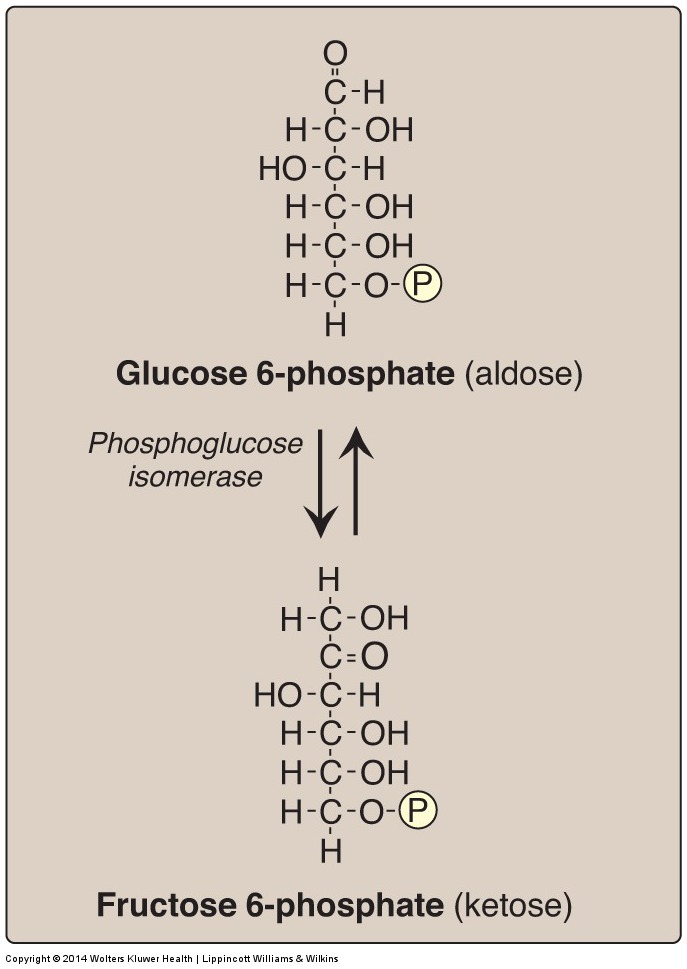 O
C-H
H-C-OH
HO-C-H
H-C-OH
H-C-OH
H-C-O-P
H
Glucose 6-phosphate (aldose)
Phosphoglucose
isomerase
H
H-C-OH
C=O
HO-C-H
H-C-OH
H-C-OH
H-C-O-P
H
Fructose 6-phosphate (ketose)
Copyright © 2014 Wolters Kluwer Health | Lippincott Williams & Wilkins